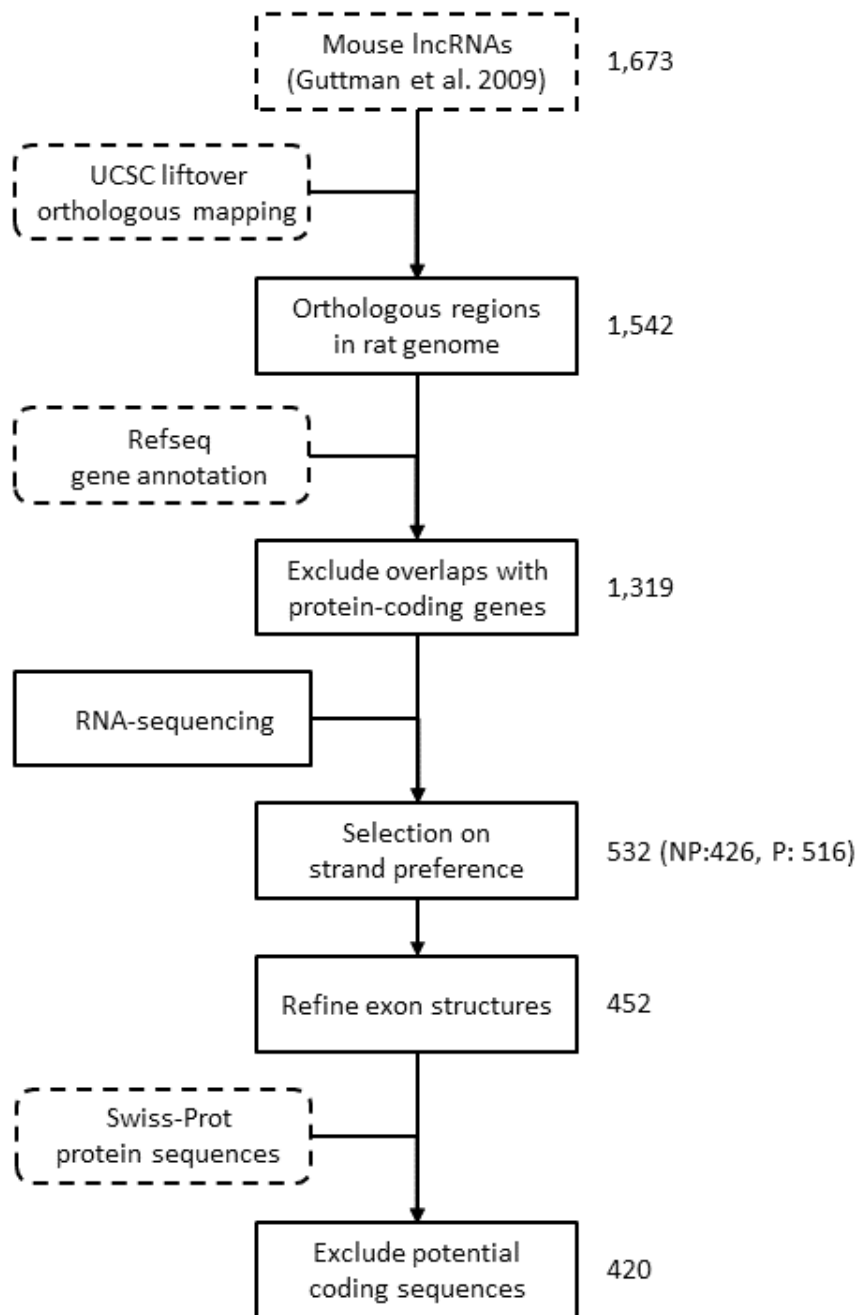 Mouse lncRNAs
(Guttman et al. 2009)
1,673
UCSC liftover
orthologous mapping
Orthologous regions
in rat genome
1,542
Refseq
gene annotation
Exclude overlaps with
protein-coding genes
1,319
RNA-sequencing
Selection on
strand preference
532 (NP:426, P: 516)
Refine exon structures
452
Swiss-Prot
protein sequences
Exclude potential
coding sequences
420